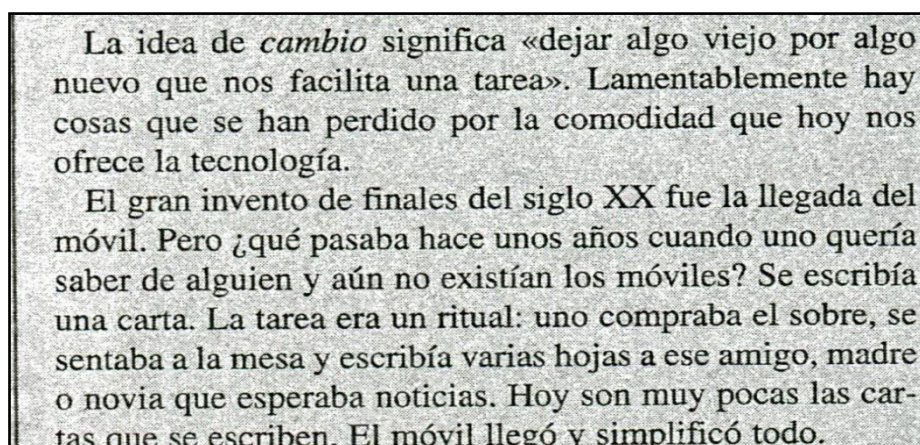 La idea de cambio significa «dejar algo viejo por algo
nuevo que nos facilita una tarea». Lamentablemente hay
cosas que se han perdido por la comodidad que hoy nos
ofrece la tecnología.
El gran invento de finales del siglo XX fue la llegada del
móvil. Pero ¿qué pasaba hace unos años cuando uno quería
saber de alguien y aún no existían los móviles? Se escribía
una carta. La tarea era un ritual: uno compraba el sobre, se
sentaba a la mesa y escribía varias hojas a ese amigo, madre
o novia que esperaba noticias. Hoy son muy pocas las car-
tas que se escriben. El móvil llegó y simplificó todo.